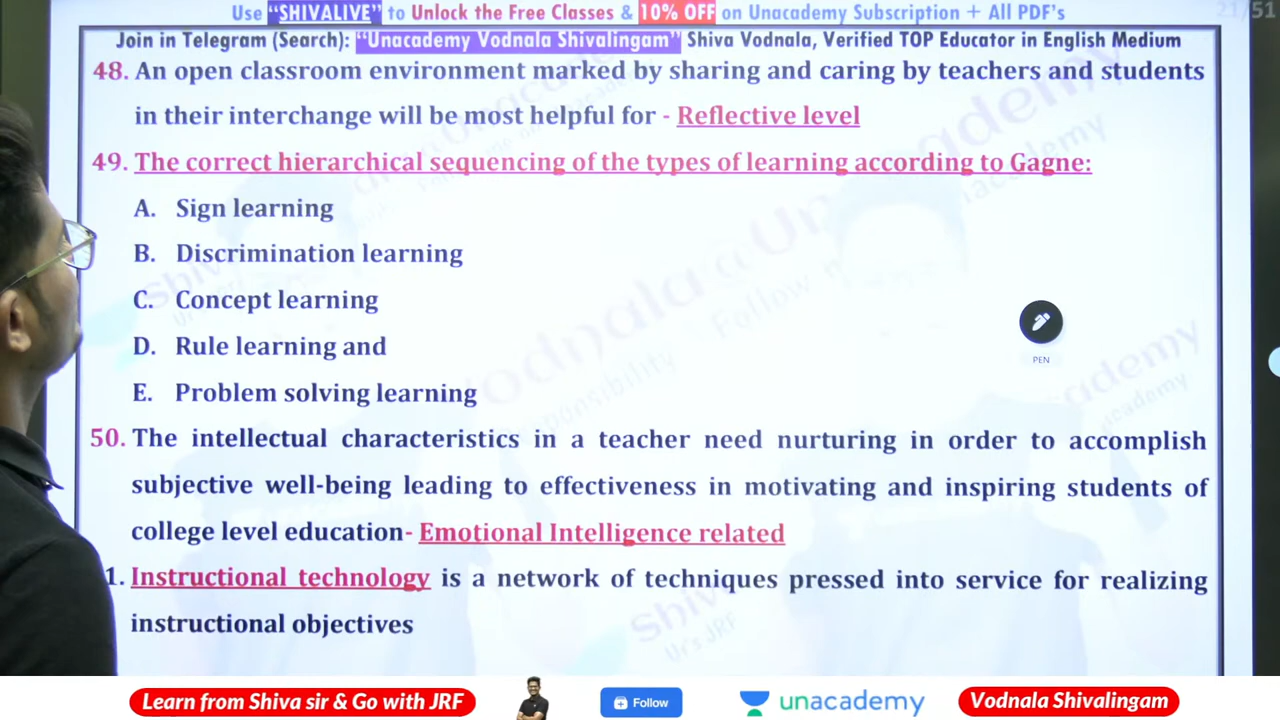 Use "SHIVALIVE" to Unlock the Free Classes & 10% OFF on Unacademy Subscription + All PDF's
21/51
Join in Telegram (Search): "Unacademy Vodnala Shivalingam" Shiva Vodnala, Verified TOP Educator in English Medium
48. An open classroom environment marked by sharing and caring by teachers and students
in their interchange will be most helpful for - Reflective level
49. The correct hierarchical sequencing of the types of learning according to Gagne:
A. Sign learning
B. Discrimination learning
C. Concept learning
D. Rule learning and
E. Problem solving learning
PEN
50. The intellectual characteristics in a teacher need nurturing in order to accomplish
subjective well-being leading to effectiveness in motivating and inspiring students of
college level education- Emotional Intelligence related
1. Instructional technology is a network of techniques pressed into service for realizing
instructional objectives
Learn from Shiva sir & Go with JRF
Follow
unacademy
Vodnala Shivalingam